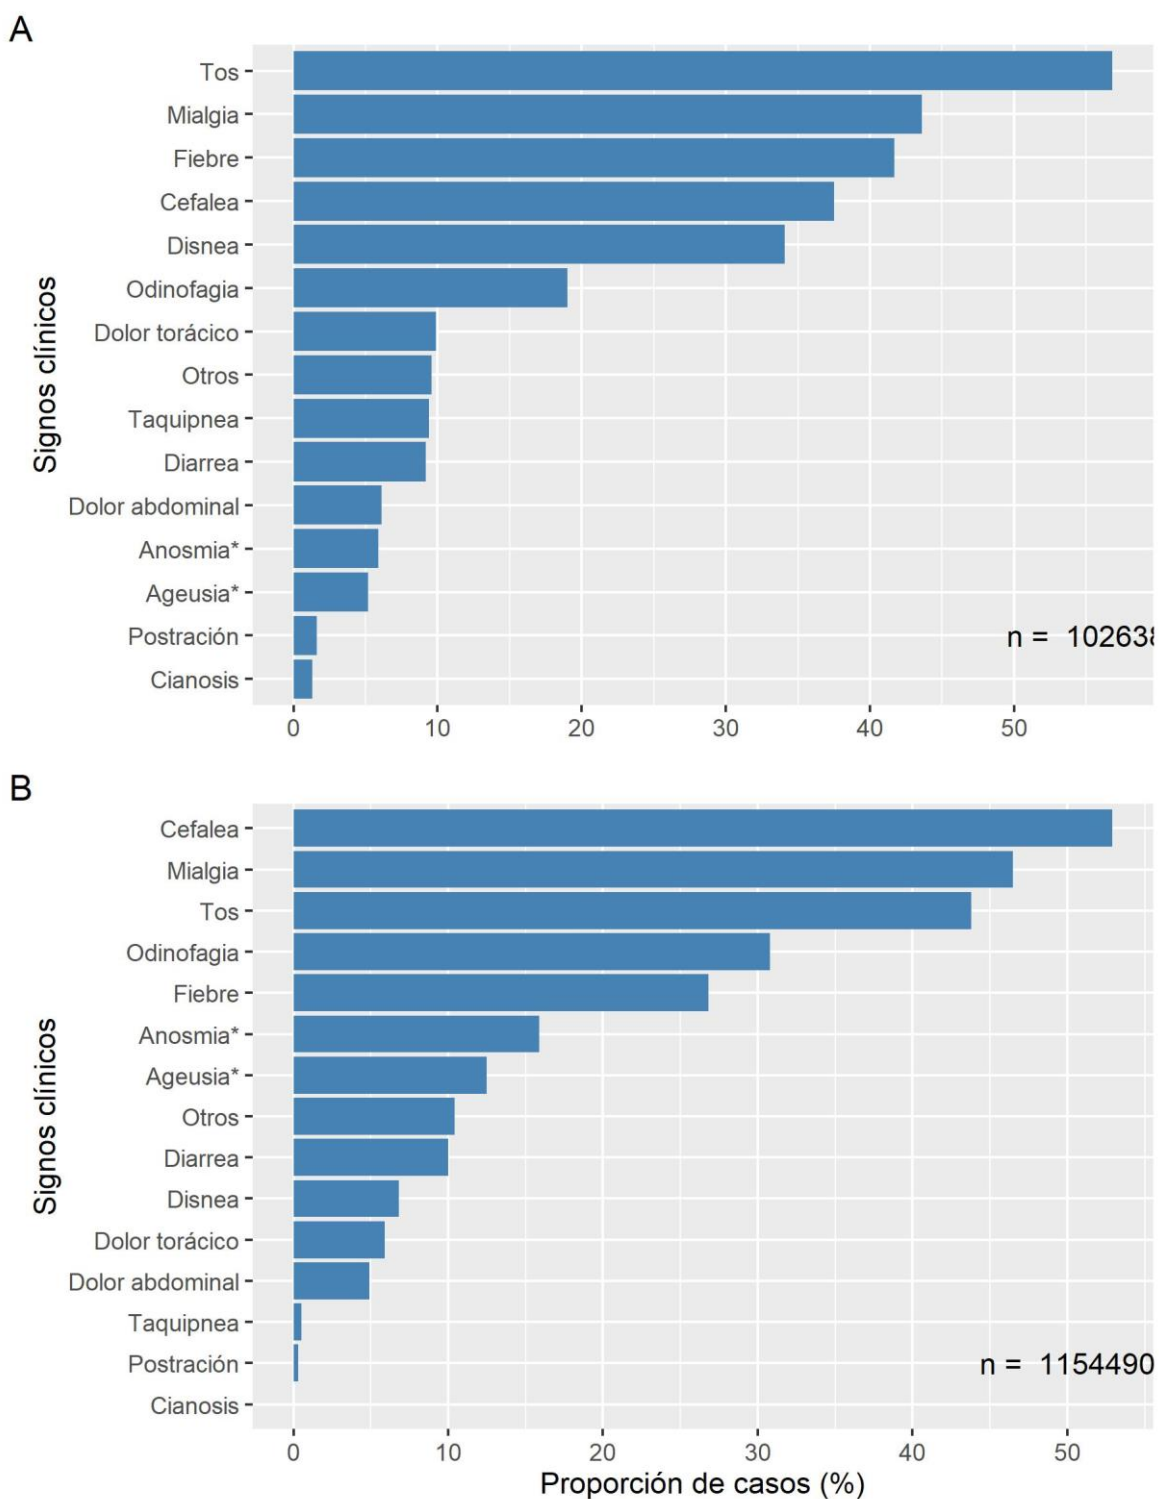 A
Tos
Mialgia
Fiebre
Cefalea
Disnea
Odinofagia
Dolor torácico
Otros
Taquipnea
Diarrea
Dolor abdominal
Anosmia*
Ageusia*
Postración
Cianosis
Signos clínicos
n = 102638
0 10 20 30 40 50
B
Cefalea
Mialgia
Tos
Odinofagia
Fiebre
Anosmia*
Ageusia*
Otros
Diarrea
Disnea
Dolor torácico
Dolor abdominal
Taquipnea
Postración
Cianosis
Signos clínicos
n = 1154490
0 10 20 30 40 50
Proporción de casos (%)